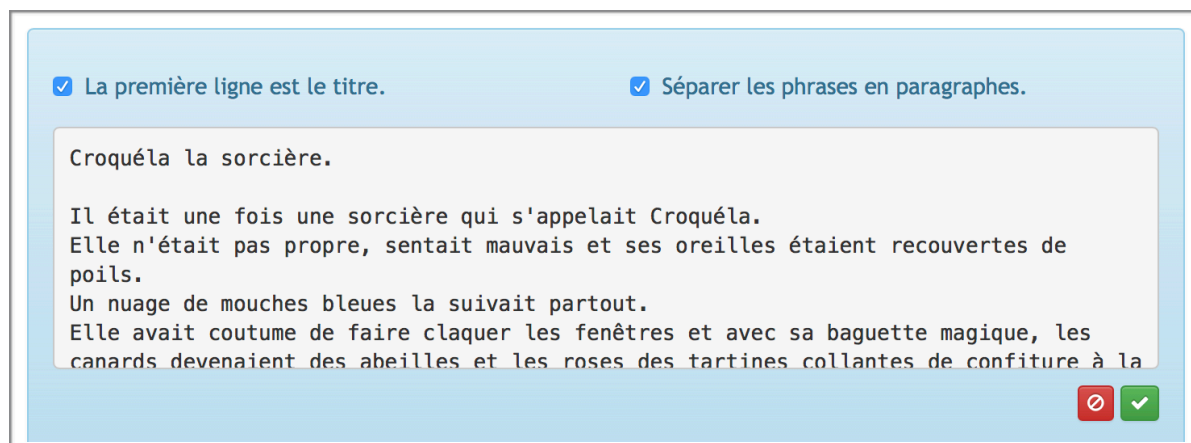 La première ligne est le titre.
Séparer les phrases en paragraphes.
Croquéla la sorcière.
Il était une fois une sorcière qui s'appelait Croquéla.
Elle n'était pas propre, sentait mauvais et ses oreilles étaient recouvertes de
poils.
Un nuage de mouches bleues la suivait partout.
Elle avait coutume de faire claquer les fenêtres et avec sa baguette magique, les
canards devenaient des abeilles et les roses des tartines collantes de confiture à la